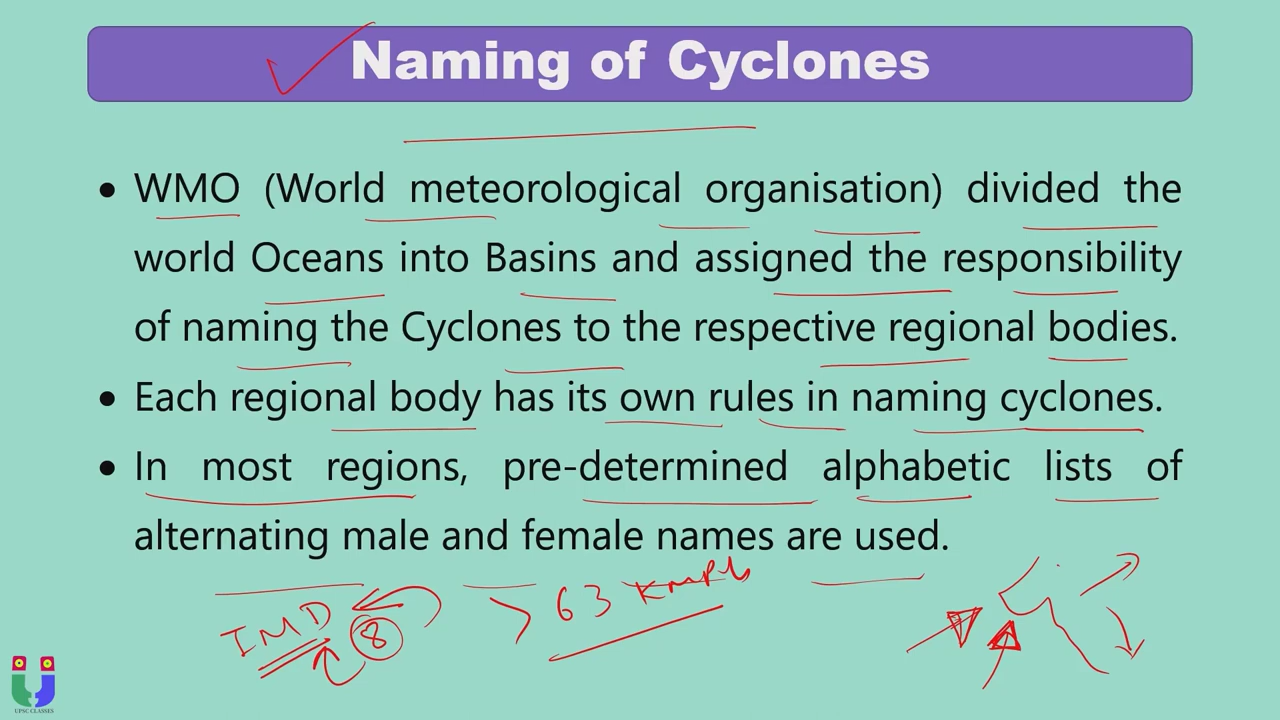 Naming of Cyclones
• WMO (World meteorological organisation) divided the
world Oceans into Basins and assigned the responsibility
of naming the Cyclones to the respective regional bodies.
• Each regional body has its own rules in naming cyclones.
• In most regions, pre-determined alphabetic lists of
alternating male and female names are used.
IMD 8
> 63 KMPh
UPSC CLASSES